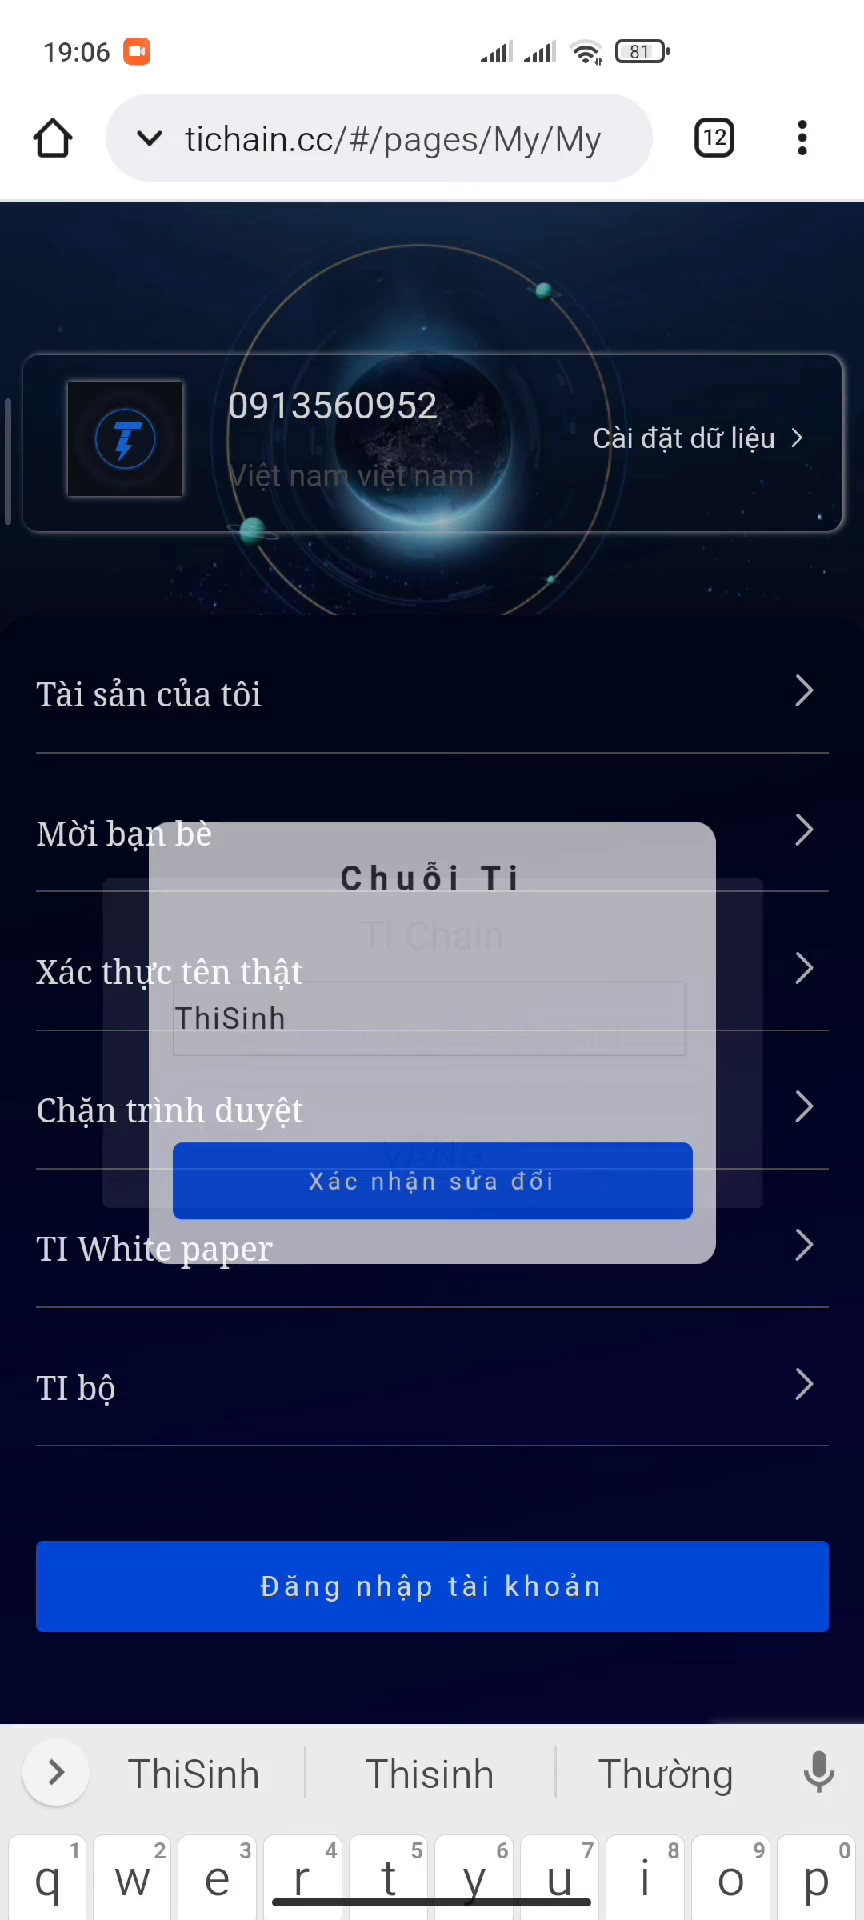 19:06
81
tichain.cc/#/pages/My/My
12
0913560952
Cài đặt dữ liệu
Việt nam việt nam
Tài sản của tôi
Mời bạn bè
Chuỗi Ti
TI Chain
Xác thực tên thật
ThiSinh
Chặn trình duyệt
VÂNG
Xác nhận sửa đổi
TI White paper
TI bộ
Đăng nhập tài khoản
ThiSinh Thisinh Thường
1 2 3 4 5 6 7 8 9 0
q w e r t y u i o p